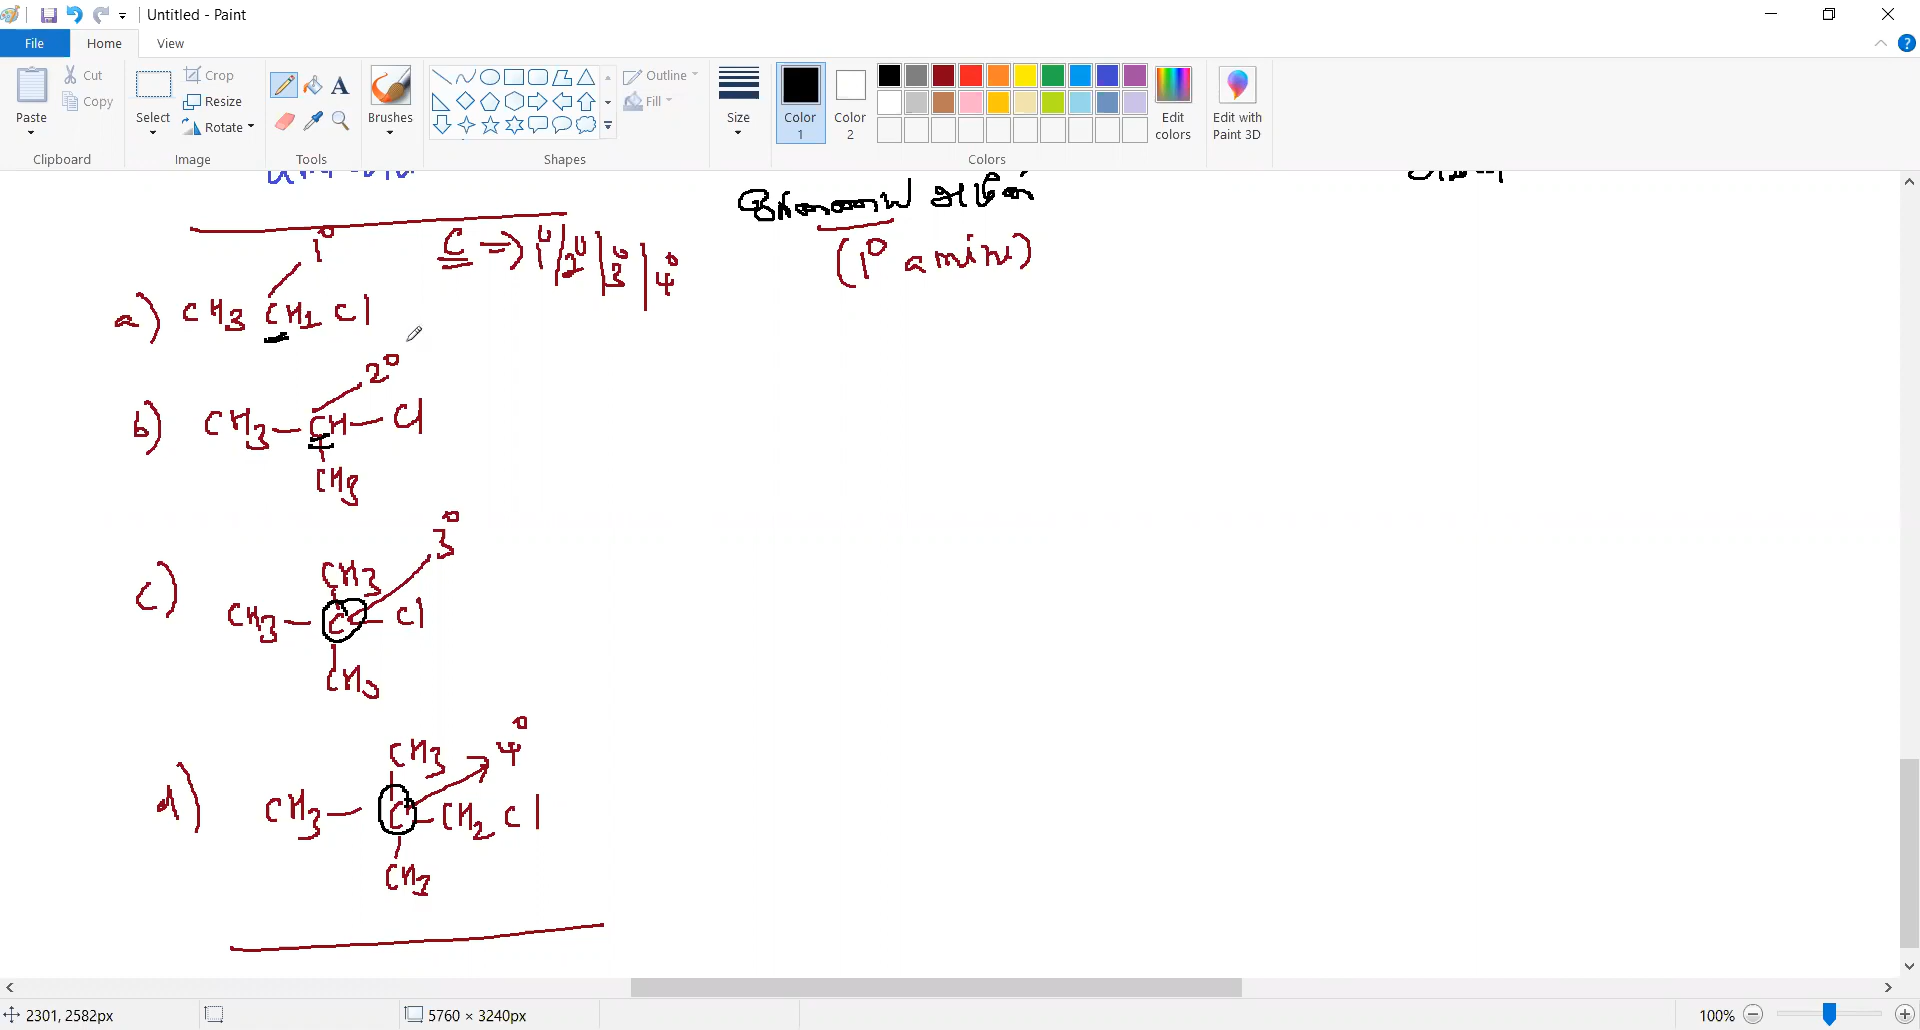 Untitled - Paint
File Home View
Cut
Copy
Paste
Clipboard
Select
Crop
Resize
Rotate
Image
Tools
Brushes
Outline
Fill
Shapes
Size
Color 1
Color 2
Edit colors
Colors
Edit with Paint 3D
(1° amine)
1°
C ⇒ 1°/2°|3°|4°
a) CH3 CH2 Cl
2°
b) CH3 — CH — Cl
CH3
3°
CH3
c) CH3 — C — Cl
CH3
4°
CH3
d) CH3 — C — CH2 Cl
CH3
2301, 2582px
5760 × 3240px
100%